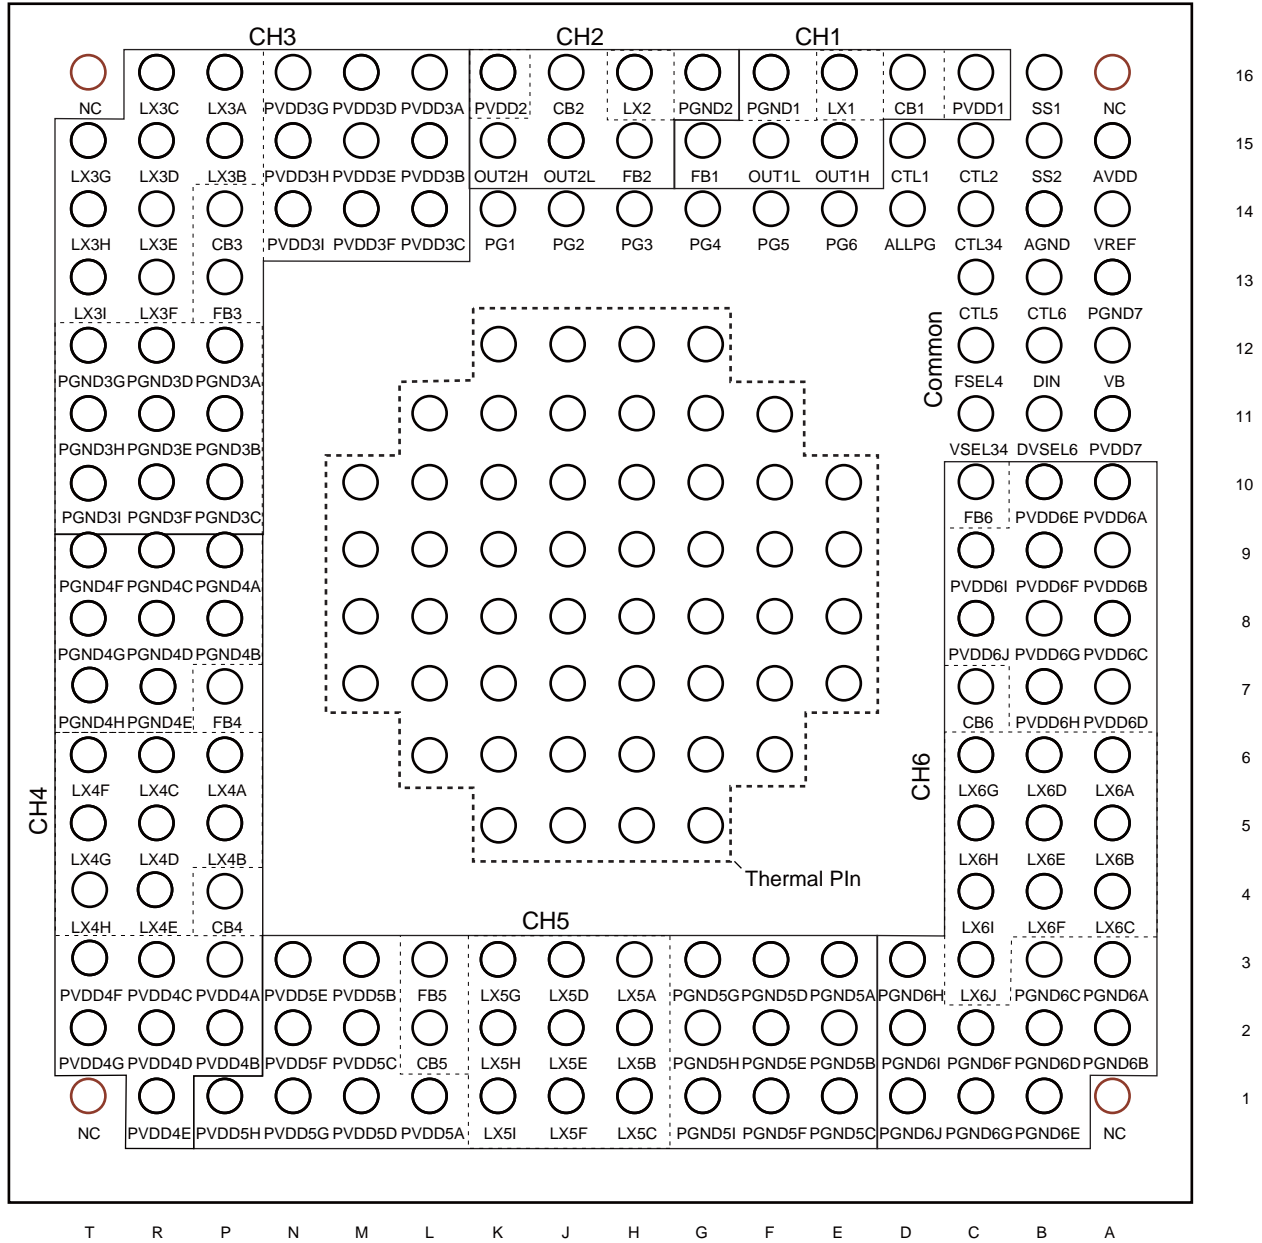 CH3 CH2 CH1
16
NC LX3C LX3A PVDD3G PVDD3D PVDD3A PVDD2 CB2 LX2 PGND2 PGND1 LX1 CB1 PVDD1 SS1 NC
15
LX3G LX3D LX3B PVDD3H PVDD3E PVDD3B OUT2H OUT2L FB2 FB1 OUT1L OUT1H CTL1 CTL2 SS2 AVDD
14
LX3H LX3E CB3 PVDD3I PVDD3F PVDD3C PG1 PG2 PG3 PG4 PG5 PG6 ALLPG CTL34 AGND VREF
13
LX3I LX3F FB3 CTL5 CTL6 PGND7
Common
12
PGND3G PGND3D PGND3A FSEL4 DIN VB
11
PGND3H PGND3E PGND3B VSEL34 DVSEL6 PVDD7
10
PGND3I PGND3F PGND3C FB6 PVDD6E PVDD6A
9
PGND4F PGND4C PGND4A PVDD6I PVDD6F PVDD6B
8
PGND4G PGND4D PGND4B PVDD6J PVDD6G PVDD6C
7
PGND4H PGND4E FB4 CB6 PVDD6H PVDD6D
CH6
6
LX4F LX4C LX4A LX6G LX6D LX6A
CH4
5
LX4G LX4D LX4B LX6H LX6E LX6B
Thermal PIn
4
LX4H LX4E CB4 LX6I LX6F LX6C
CH5
3
PVDD4F PVDD4C PVDD4A PVDD5E PVDD5B FB5 LX5G LX5D LX5A PGND5G PGND5D PGND5A PGND6H LX6J PGND6C PGND6A
2
PVDD4G PVDD4D PVDD4B PVDD5F PVDD5C CB5 LX5H LX5E LX5B PGND5H PGND5E PGND5B PGND6I PGND6F PGND6D PGND6B
1
NC PVDD4E PVDD5H PVDD5G PVDD5D PVDD5A LX5I LX5F LX5C PGND5I PGND5F PGND5C PGND6J PGND6G PGND6E NC
T R P N M L K J H G F E D C B A